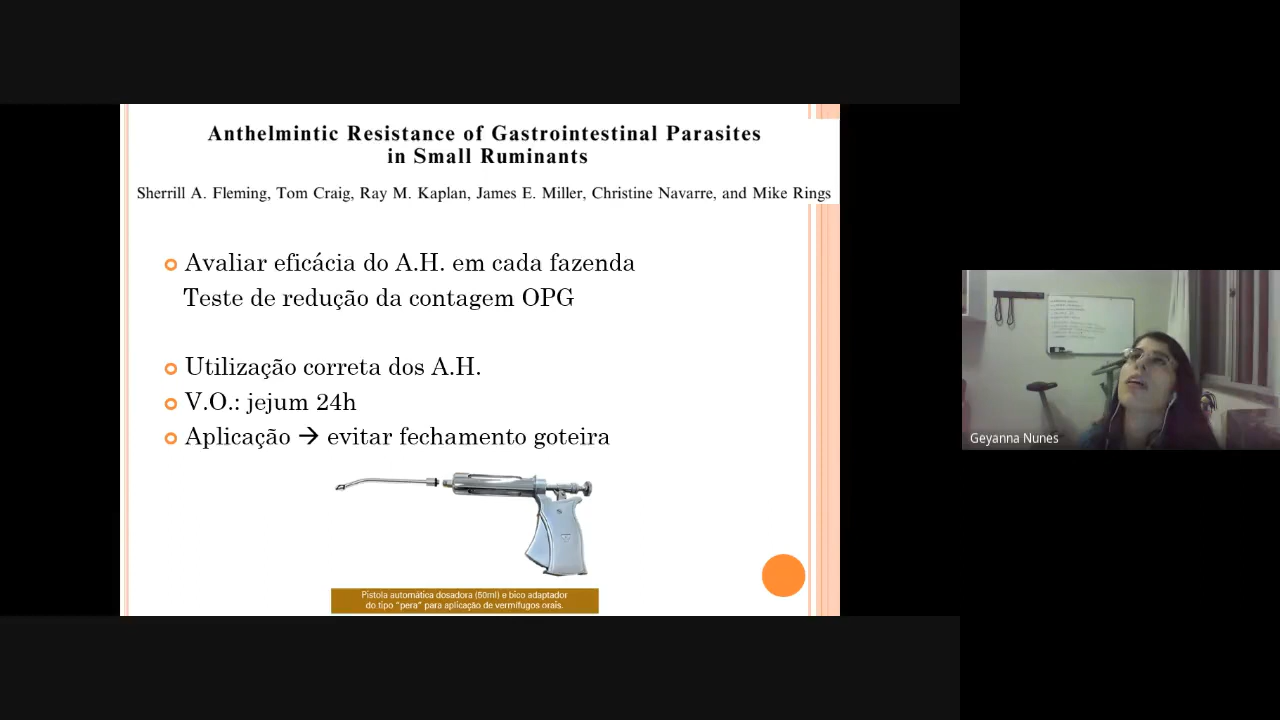 Anthelmintic Resistance of Gastrointestinal Parasites
in Small Ruminants
Sherrill A. Fleming, Tom Craig, Ray M. Kaplan, James E. Miller, Christine Navarre, and Mike Rings
Avaliar eficácia do A.H. em cada fazenda
Teste de redução da contagem OPG
Utilização correta dos A.H.
V.O.: jejum 24h
Aplicação → evitar fechamento goteira
Pistola automática dosadora (50ml) e bico adaptador
do tipo "pera" para aplicação de vermífugos orais.
Geyanna Nunes